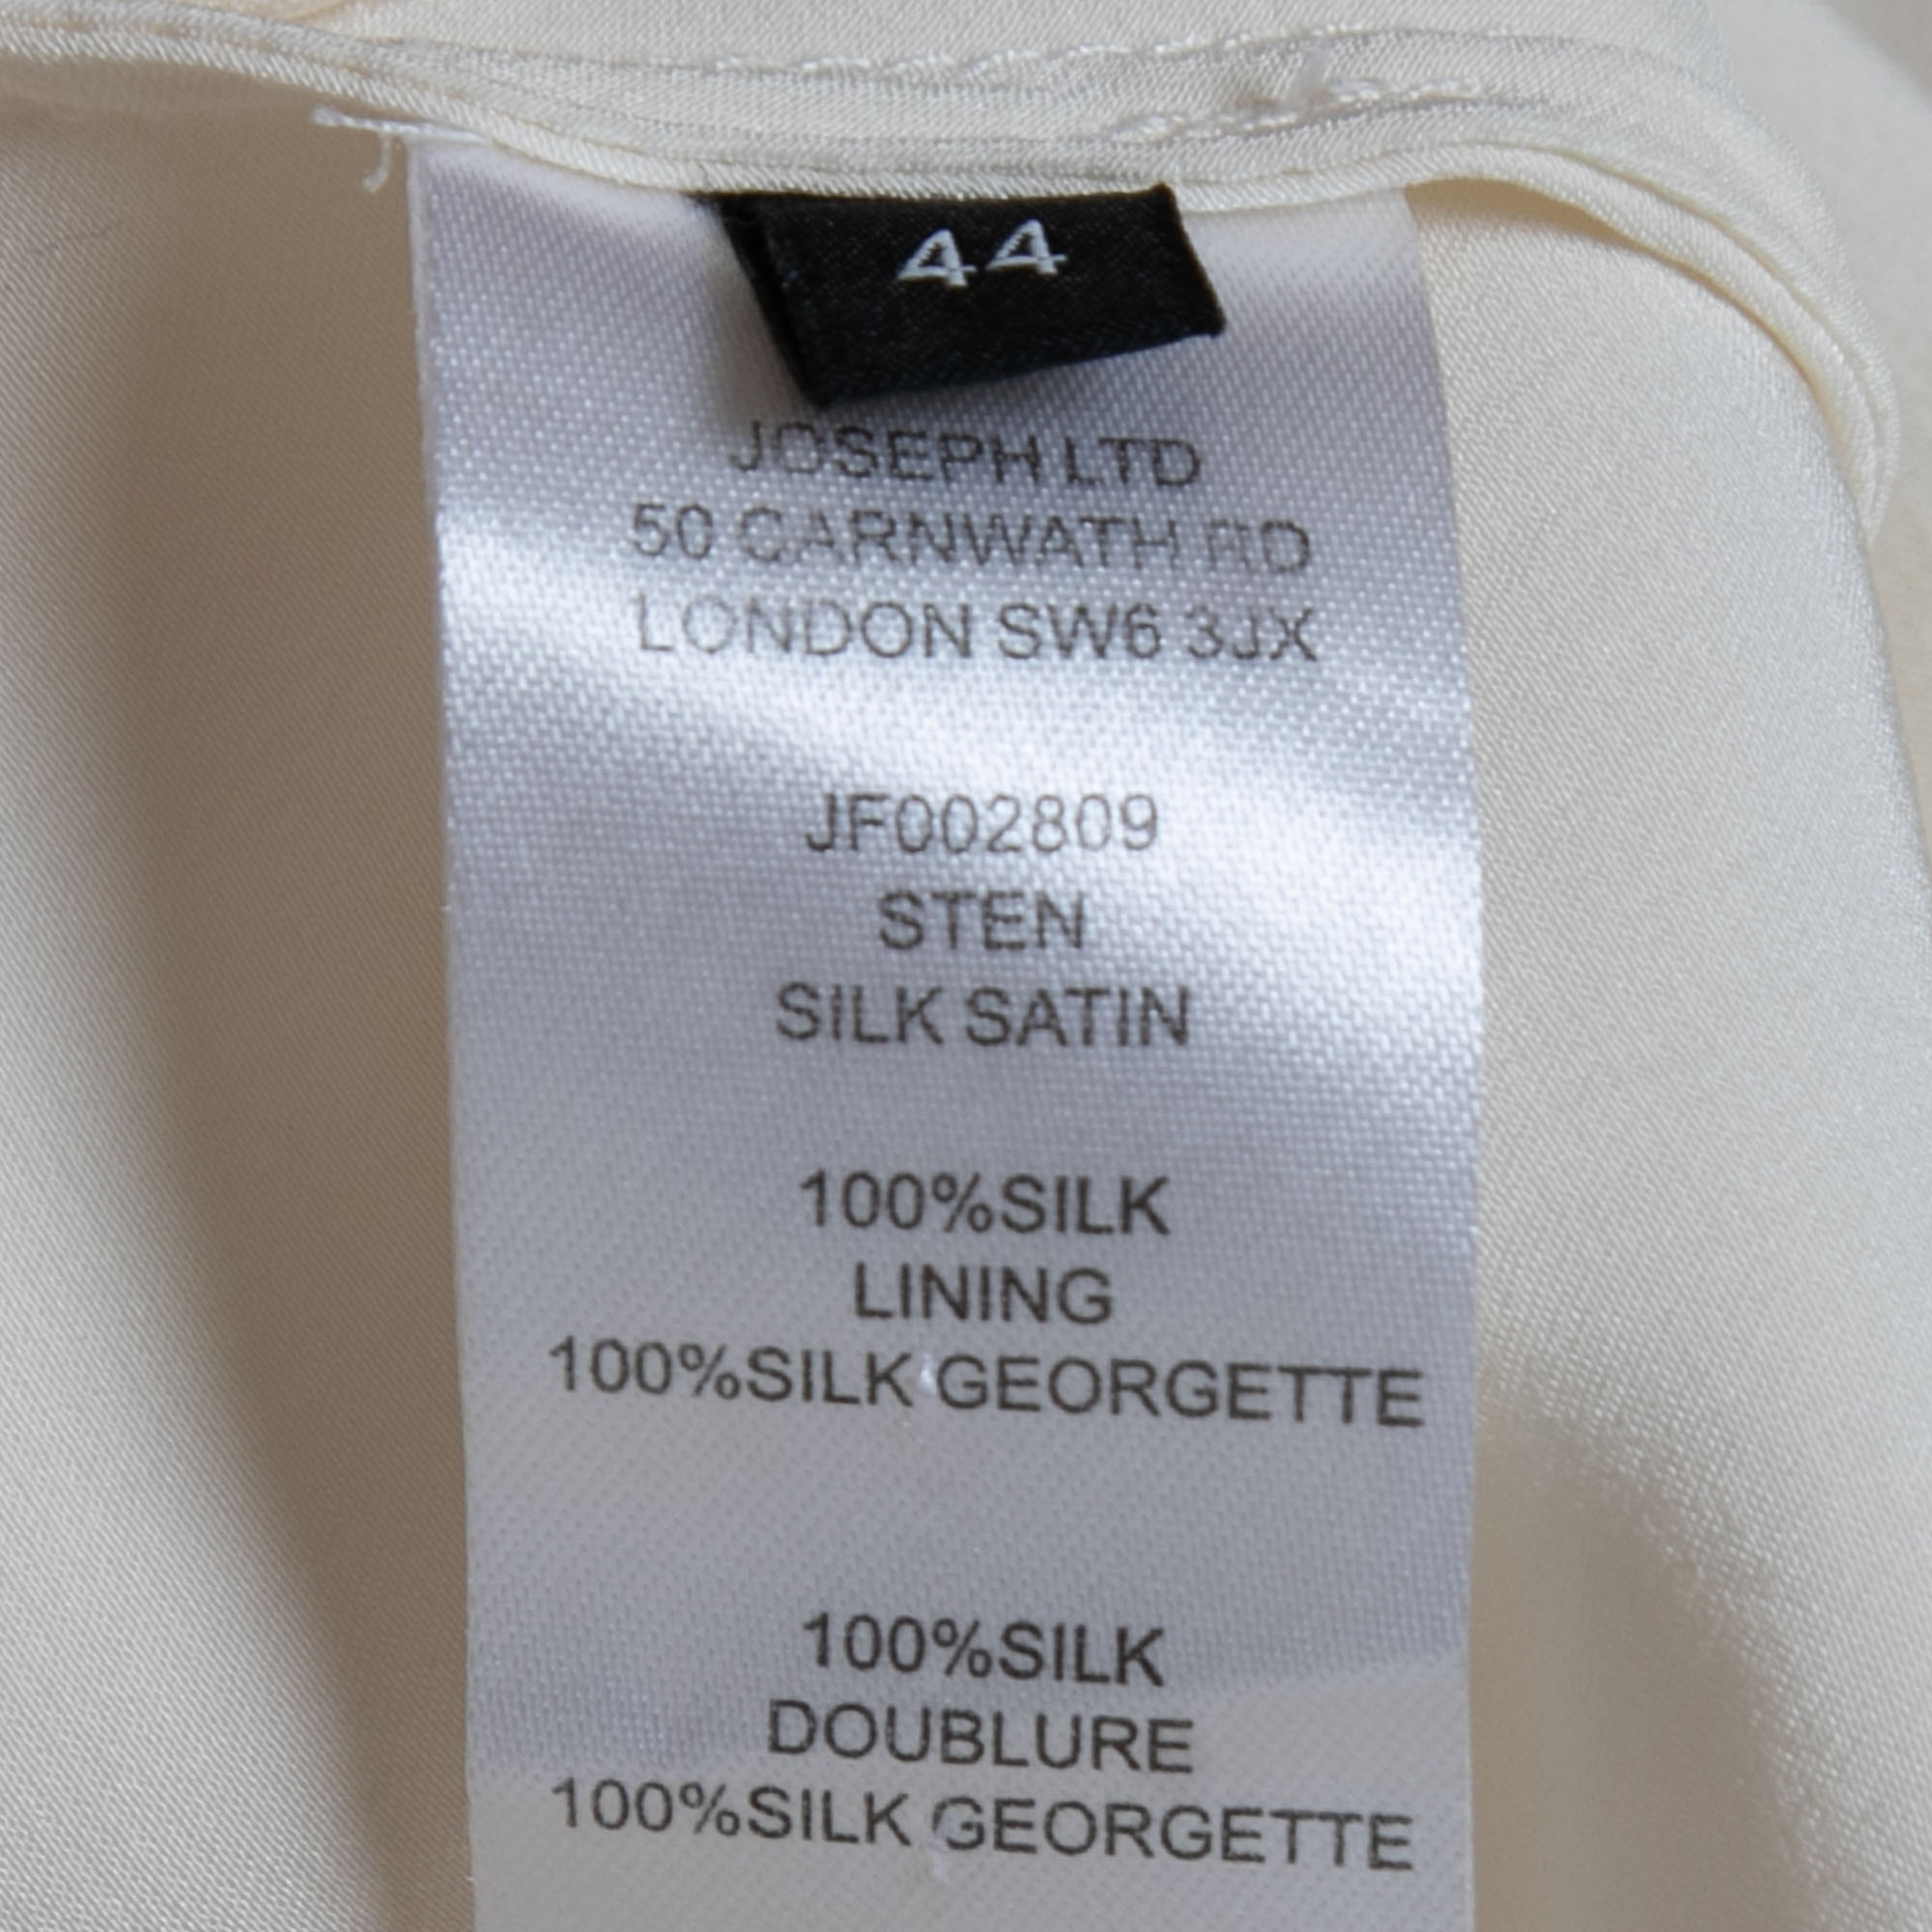 44
JOSEPH LTD
50 CARNWATH RD
LONDON SW6 3JX
JF002809
STEN
SILK SATIN
100%SILK
LINING
100%SILK GEORGETTE
100%SILK
DOUBLURE
100%SILK GEORGETTE